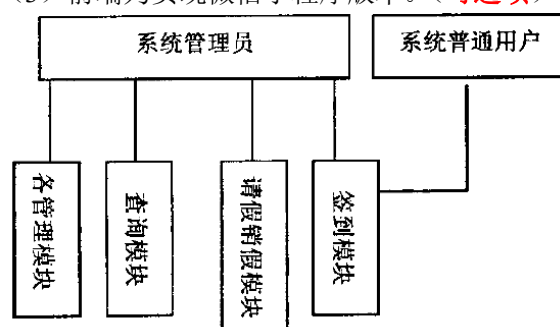 系统管理员
系统普通用户
各管理模块
查询模块
请假销假模块
签到模块